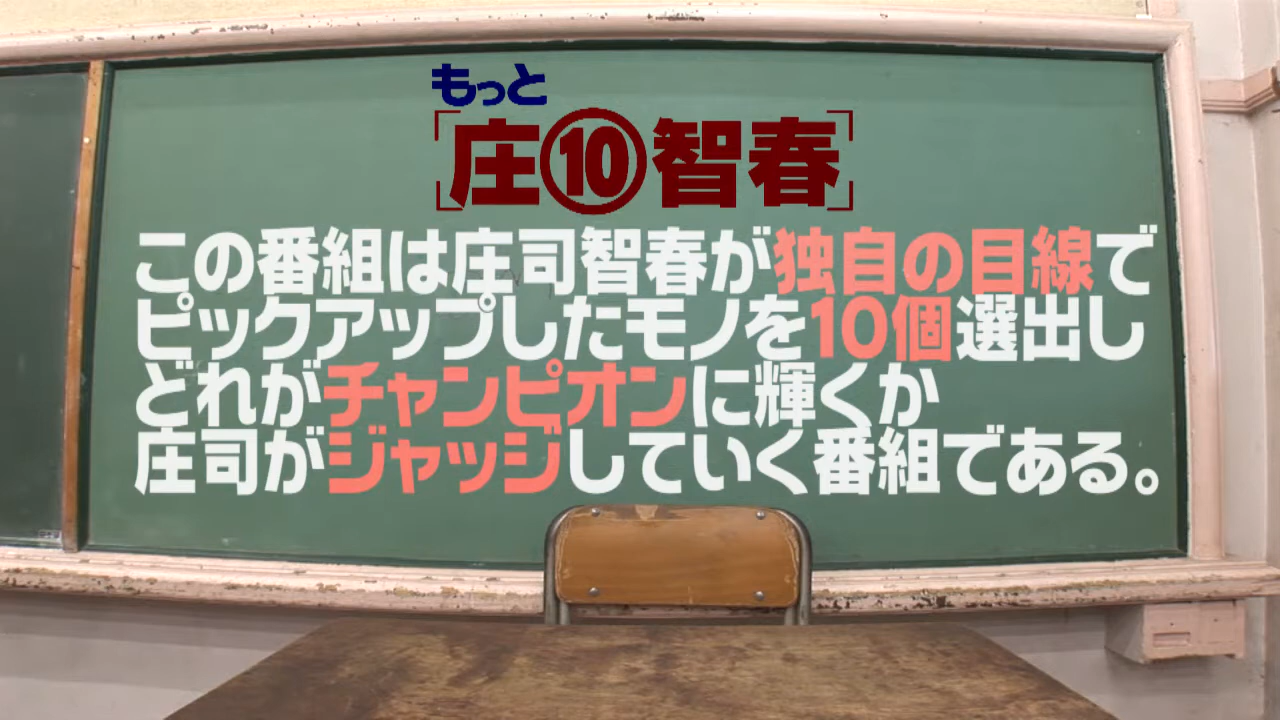 もっと
庄⑩智春
この番組は庄司智春が独自の目線で
ピックアップしたモノを10個選出し
どれがチャンピオンに輝くか
庄司がジャッジしていく番組である。